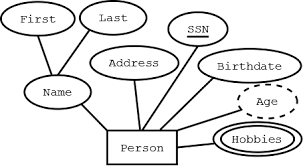 First
Last
SSN
Address
Birthdate
Name
Age
Person
Hobbies